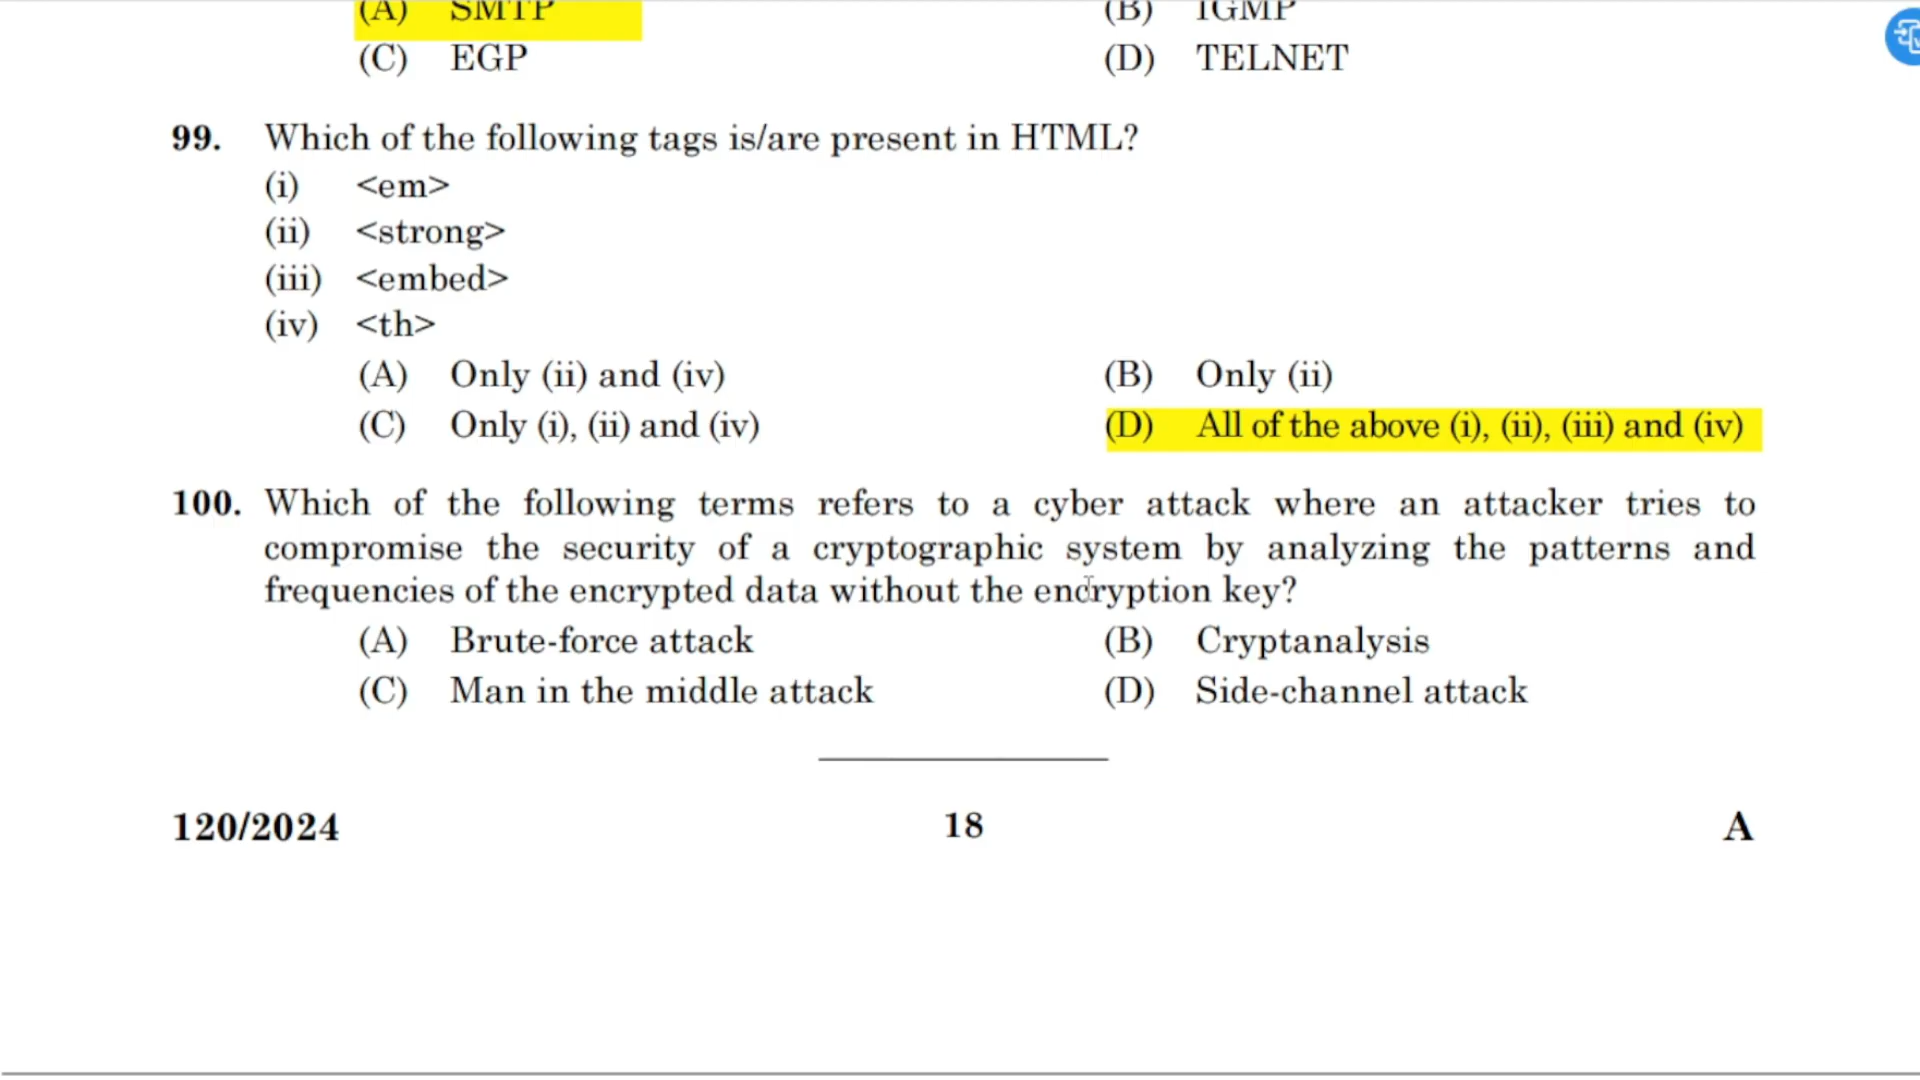 (A) SMTP (B) IGMP
(C) EGP (D) TELNET
99. Which of the following tags is/are present in HTML?
(i) <em>
(ii) <strong>
(iii) <embed>
(iv) <th>
(A) Only (ii) and (iv) (B) Only (ii)
(C) Only (i), (ii) and (iv) (D) All of the above (i), (ii), (iii) and (iv)
100. Which of the following terms refers to a cyber attack where an attacker tries to
compromise the security of a cryptographic system by analyzing the patterns and
frequencies of the encrypted data without the encryption key?
(A) Brute-force attack (B) Cryptanalysis
(C) Man in the middle attack (D) Side-channel attack
120/2024 18 A